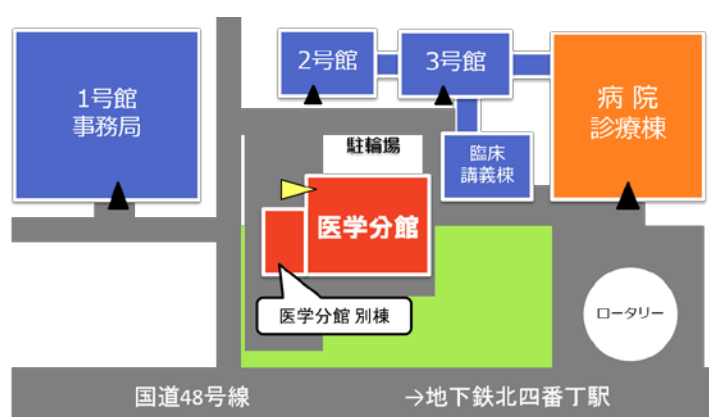 1号館
事務局
2号館
3号館
病 院
診療棟
駐輪場
臨床
講義棟
医学分館
医学分館 別棟
ロータリー
国道48号線
→地下鉄北四番丁駅